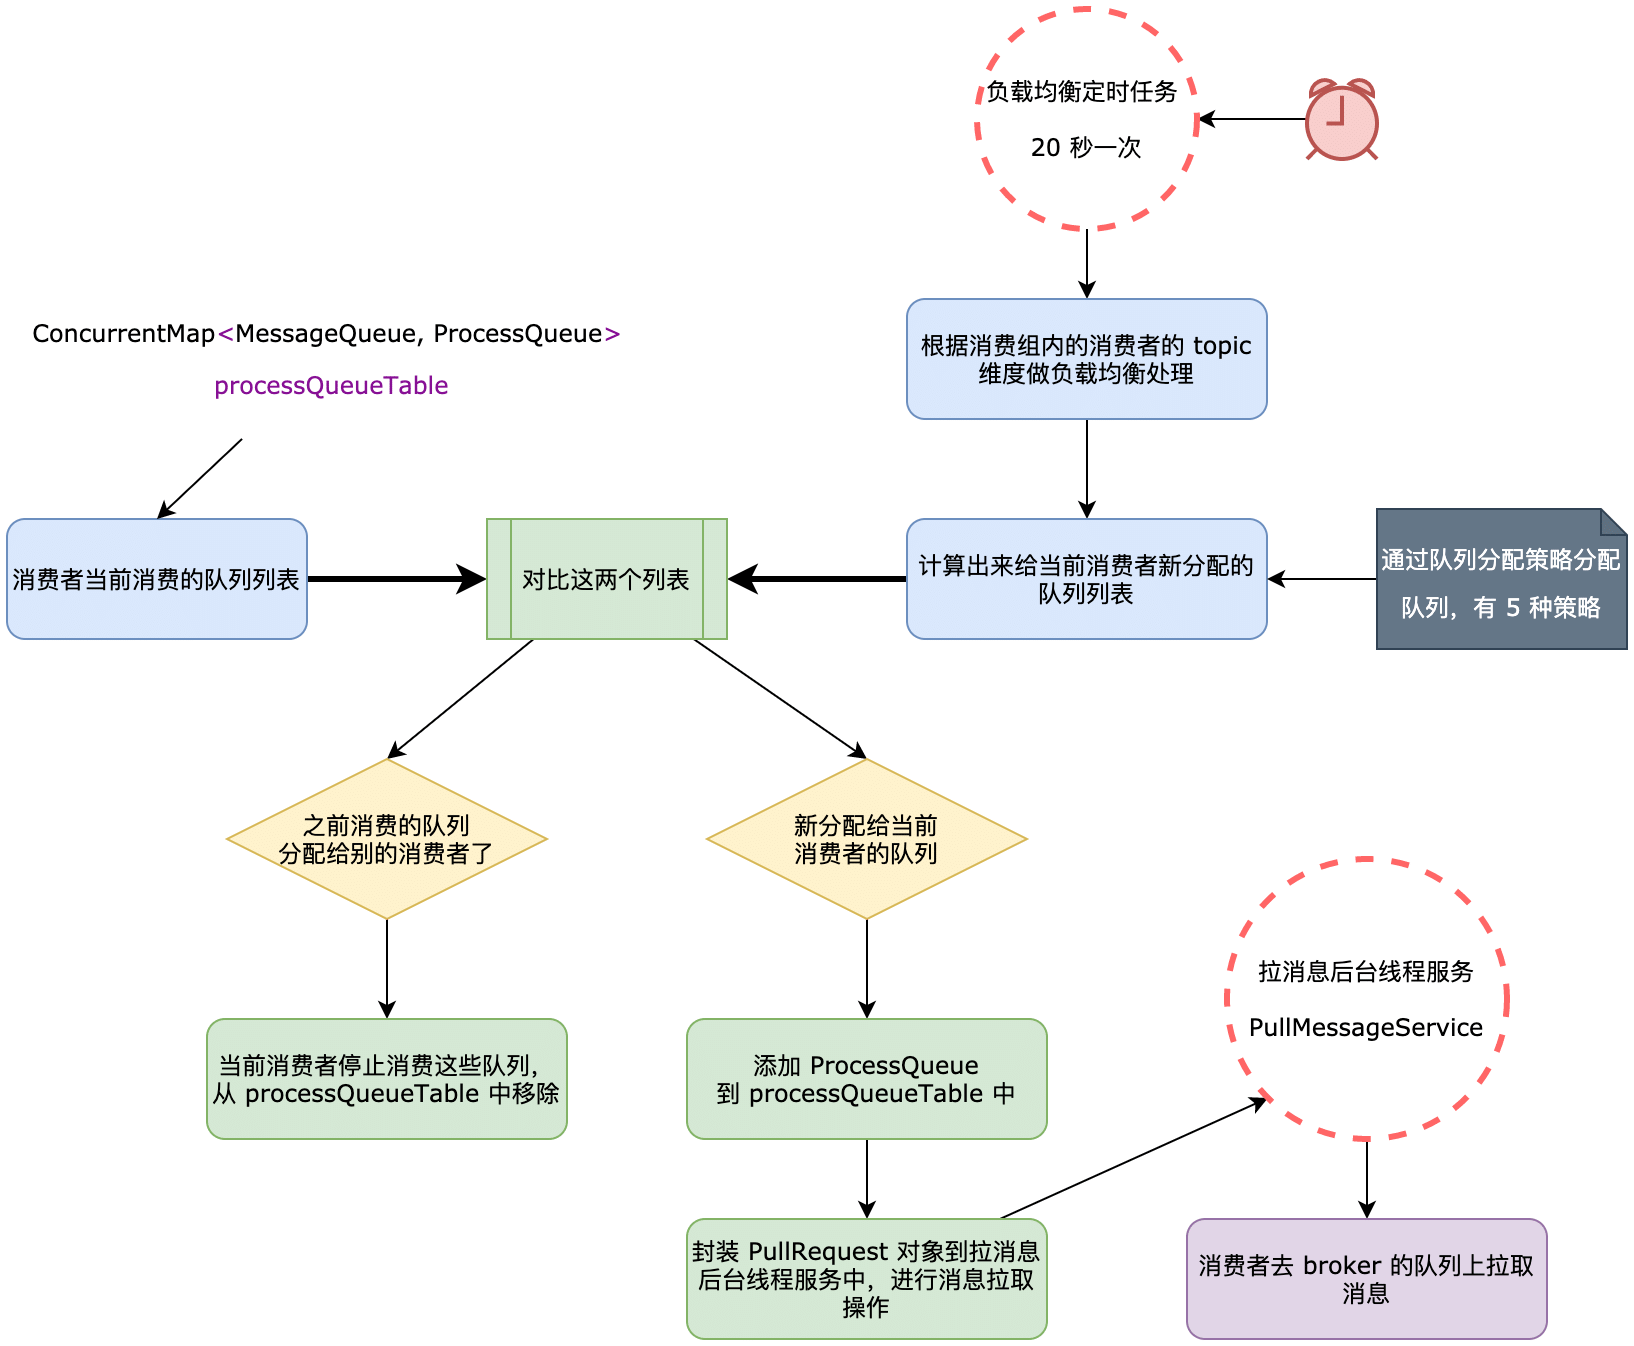 负载均衡定时任务
20 秒一次
ConcurrentMap<MessageQueue, ProcessQueue>
processQueueTable
根据消费组内的消费者的 topic
维度做负载均衡处理
消费者当前消费的队列列表
对比这两个列表
计算出来给当前消费者新分配的
队列列表
通过队列分配策略分配
队列，有 5 种策略
之前消费的队列
分配给别的消费者了
新分配给当前
消费者的队列
拉消息后台线程服务
PullMessageService
当前消费者停止消费这些队列，
从 processQueueTable 中移除
添加 ProcessQueue
到 processQueueTable 中
封装 PullRequest 对象到拉消息
后台线程服务中，进行消息拉取
操作
消费者去 broker 的队列上拉取
消息